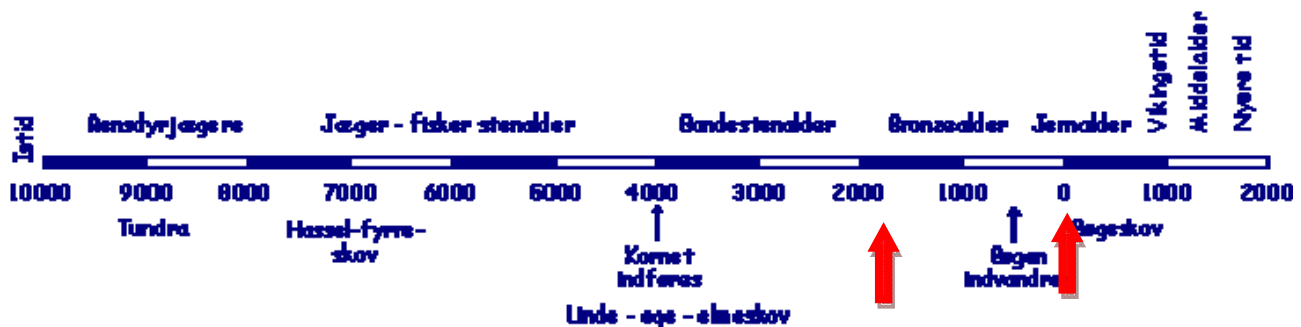 Istid
Rensdyrjægere
Jæger - fisker stenalder
Bondestenalder
Bronzealder
Jernalder
Vikingetid
Middelalder
Nyere tid
10000 9000 8000 7000 6000 5000 4000 3000 2000 1000 0 1000 2000
Tundra
Hassel-fyrre-
skov
Kornet
indføres
Bøgen
indvandrer
Bøgeskov
Linde - ege - elmeskov